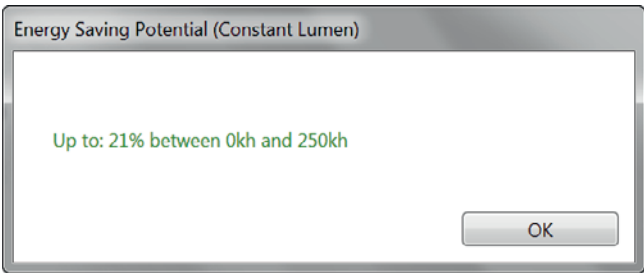 Energy Saving Potential (Constant Lumen)
Up to: 21% between 0kh and 250kh
OK